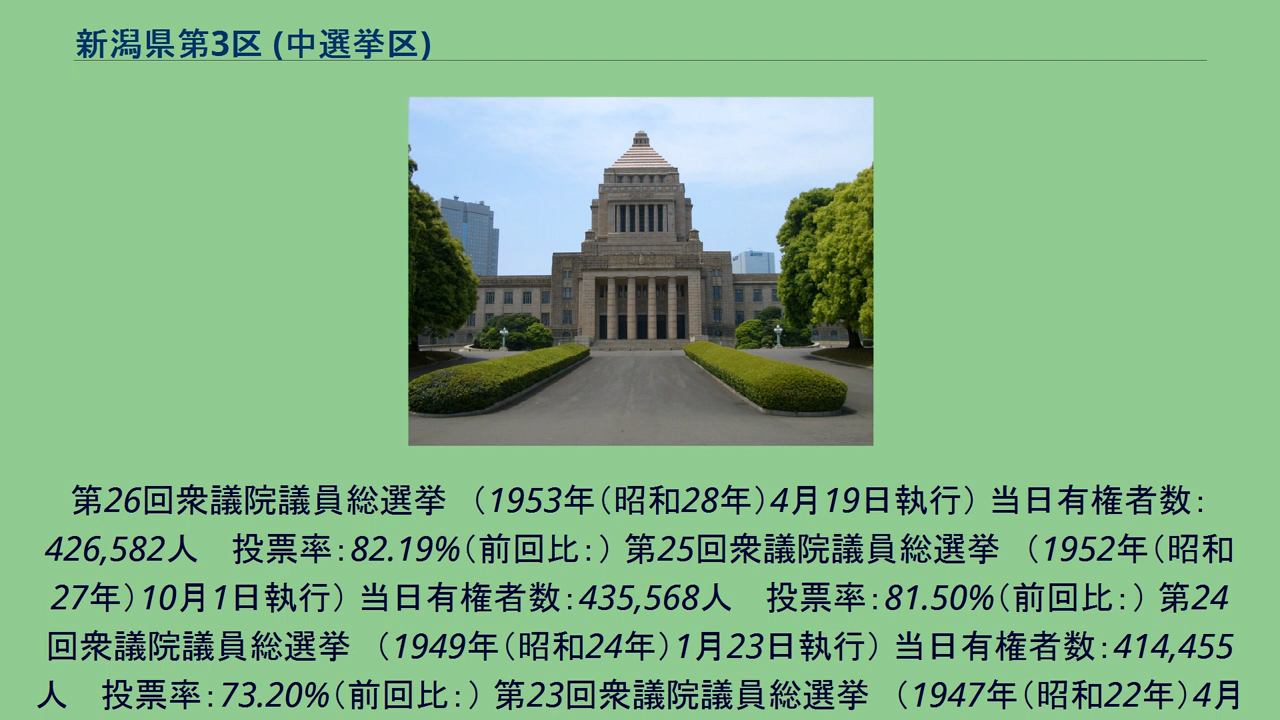 新潟県第3区 (中選挙区)
第26回衆議院議員総選挙　（1953年（昭和28年）4月19日執行） 当日有権者数：
426,582人　投票率：82.19%（前回比：） 第25回衆議院議員総選挙　（1952年（昭和
27年）10月1日執行） 当日有権者数：435,568人　投票率：81.50%（前回比：） 第24
回衆議院議員総選挙　（1949年（昭和24年）1月23日執行） 当日有権者数：414,455
人　投票率：73.20%（前回比：） 第23回衆議院議員総選挙　（1947年（昭和22年）4月